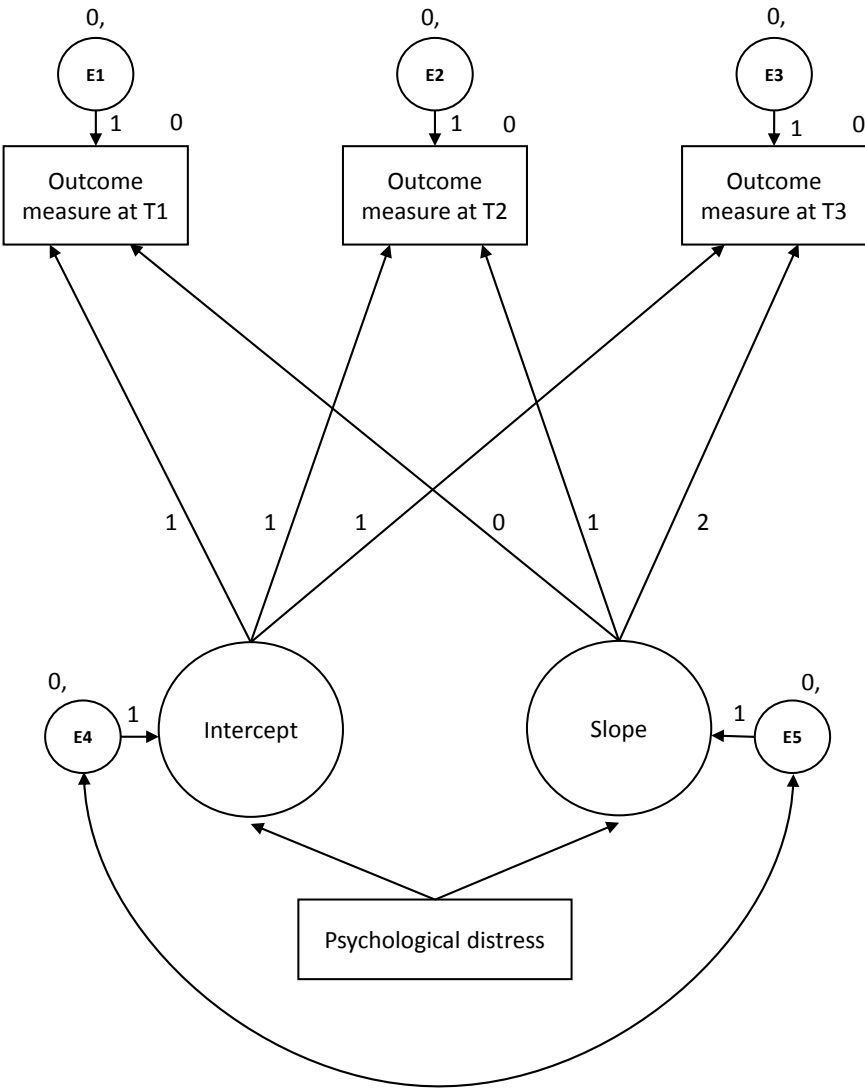 0,
0,
0,
E1
E2
E3
1
0
1
0
1
0
Outcome
measure at T1
Outcome
measure at T2
Outcome
measure at T3
1
1
1
0
1
2
0,
0,
E4
1
Intercept
Slope
1
E5
Psychological distress